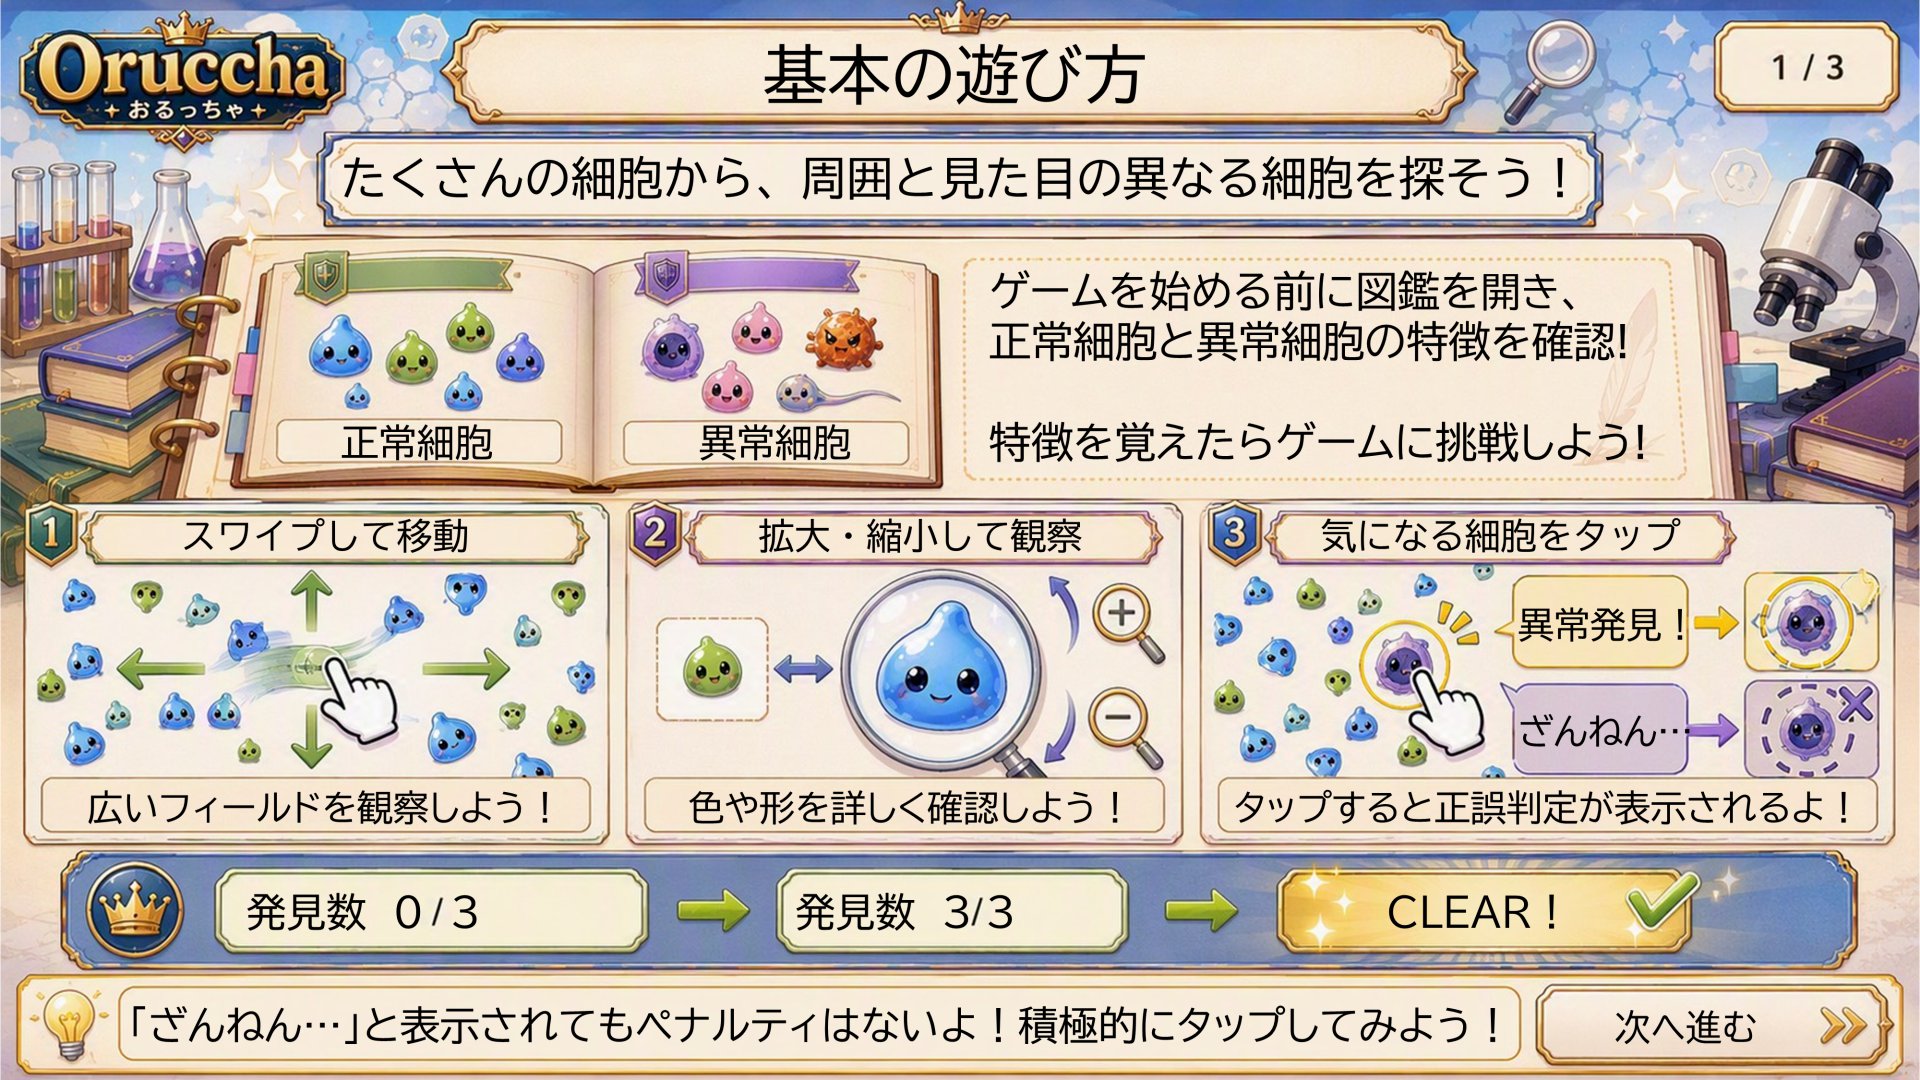 Oruccha
おるっちゃ
基本の遊び方
1 / 3
たくさんの細胞から、周囲と見た目の異なる細胞を探そう！
正常細胞
異常細胞
ゲームを始める前に図鑑を開き、
正常細胞と異常細胞の特徴を確認!
特徴を覚えたらゲームに挑戦しよう!
1
スワイプして移動
広いフィールドを観察しよう！
2
拡大・縮小して観察
色や形を詳しく確認しよう！
3
気になる細胞をタップ
異常発見！
ざんねん…
タップすると正誤判定が表示されるよ！
発見数 0/3
発見数 3/3
CLEAR！
「ざんねん…」と表示されてもペナルティはないよ！積極的にタップしてみよう！
次へ進む